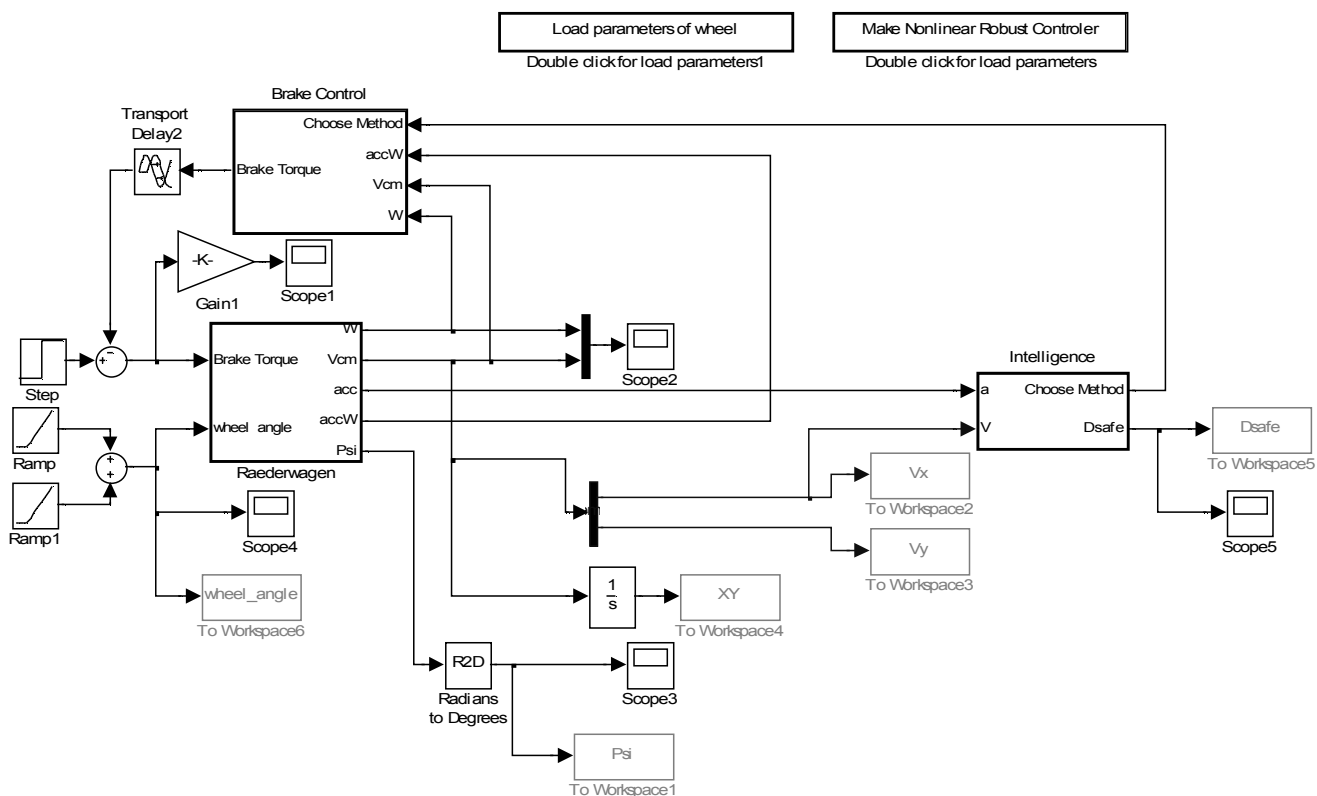 Load parameters of wheel
Double click for load parameters1
Make Nonlinear Robust Controler
Double click for load parameters
Brake Control
Choose Method
accW
Vcm
W
Brake Torque
Transport
Delay2
-K-
Gain1
Scope1
Step
+
−
Ramp
+
+
Ramp1
W
Vcm
acc
accW
Psi
Brake Torque
wheel angle
Raederwagen
Scope2
Intelligence
a
V
Choose Method
Dsafe
Dsafe
To Workspace5
Scope5
Scope4
wheel_angle
To Workspace6
Vx
To Workspace2
Vy
To Workspace3
1
s
XY
To Workspace4
R2D
Radians
to Degrees
Scope3
Psi
To Workspace1